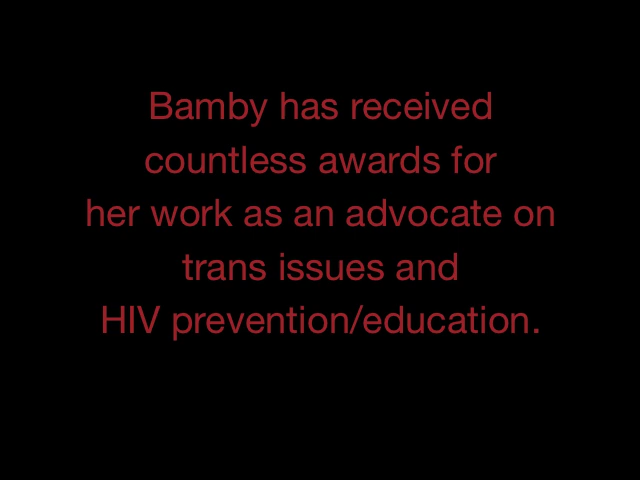 Bamby has received
countless awards for
her work as an advocate on
trans issues and
HIV prevention/education.